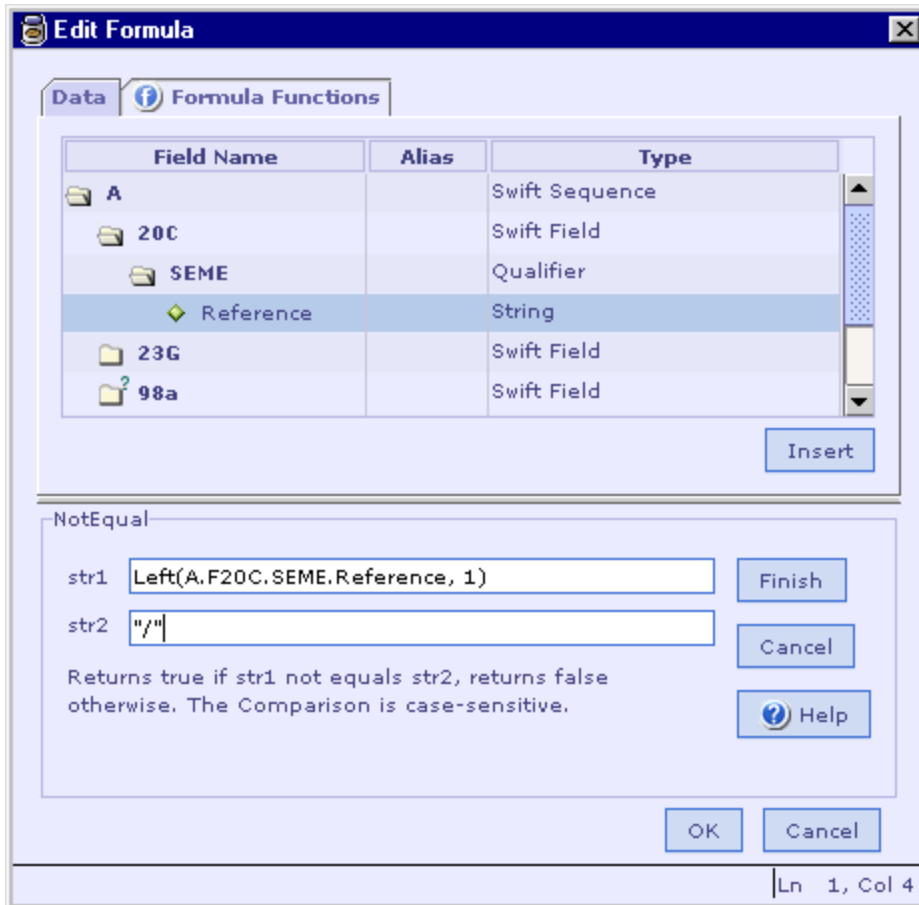 Edit Formula
Data Formula Functions
Field Name Alias Type
A Swift Sequence
20C Swift Field
SEME Qualifier
Reference String
23G Swift Field
98a Swift Field
Insert
NotEqual
str1 Left(A.F20C.SEME.Reference, 1) Finish
str2 "/"
Cancel
Returns true if str1 not equals str2, returns false
otherwise. The Comparison is case-sensitive.
Help
OK Cancel
Ln 1, Col 4